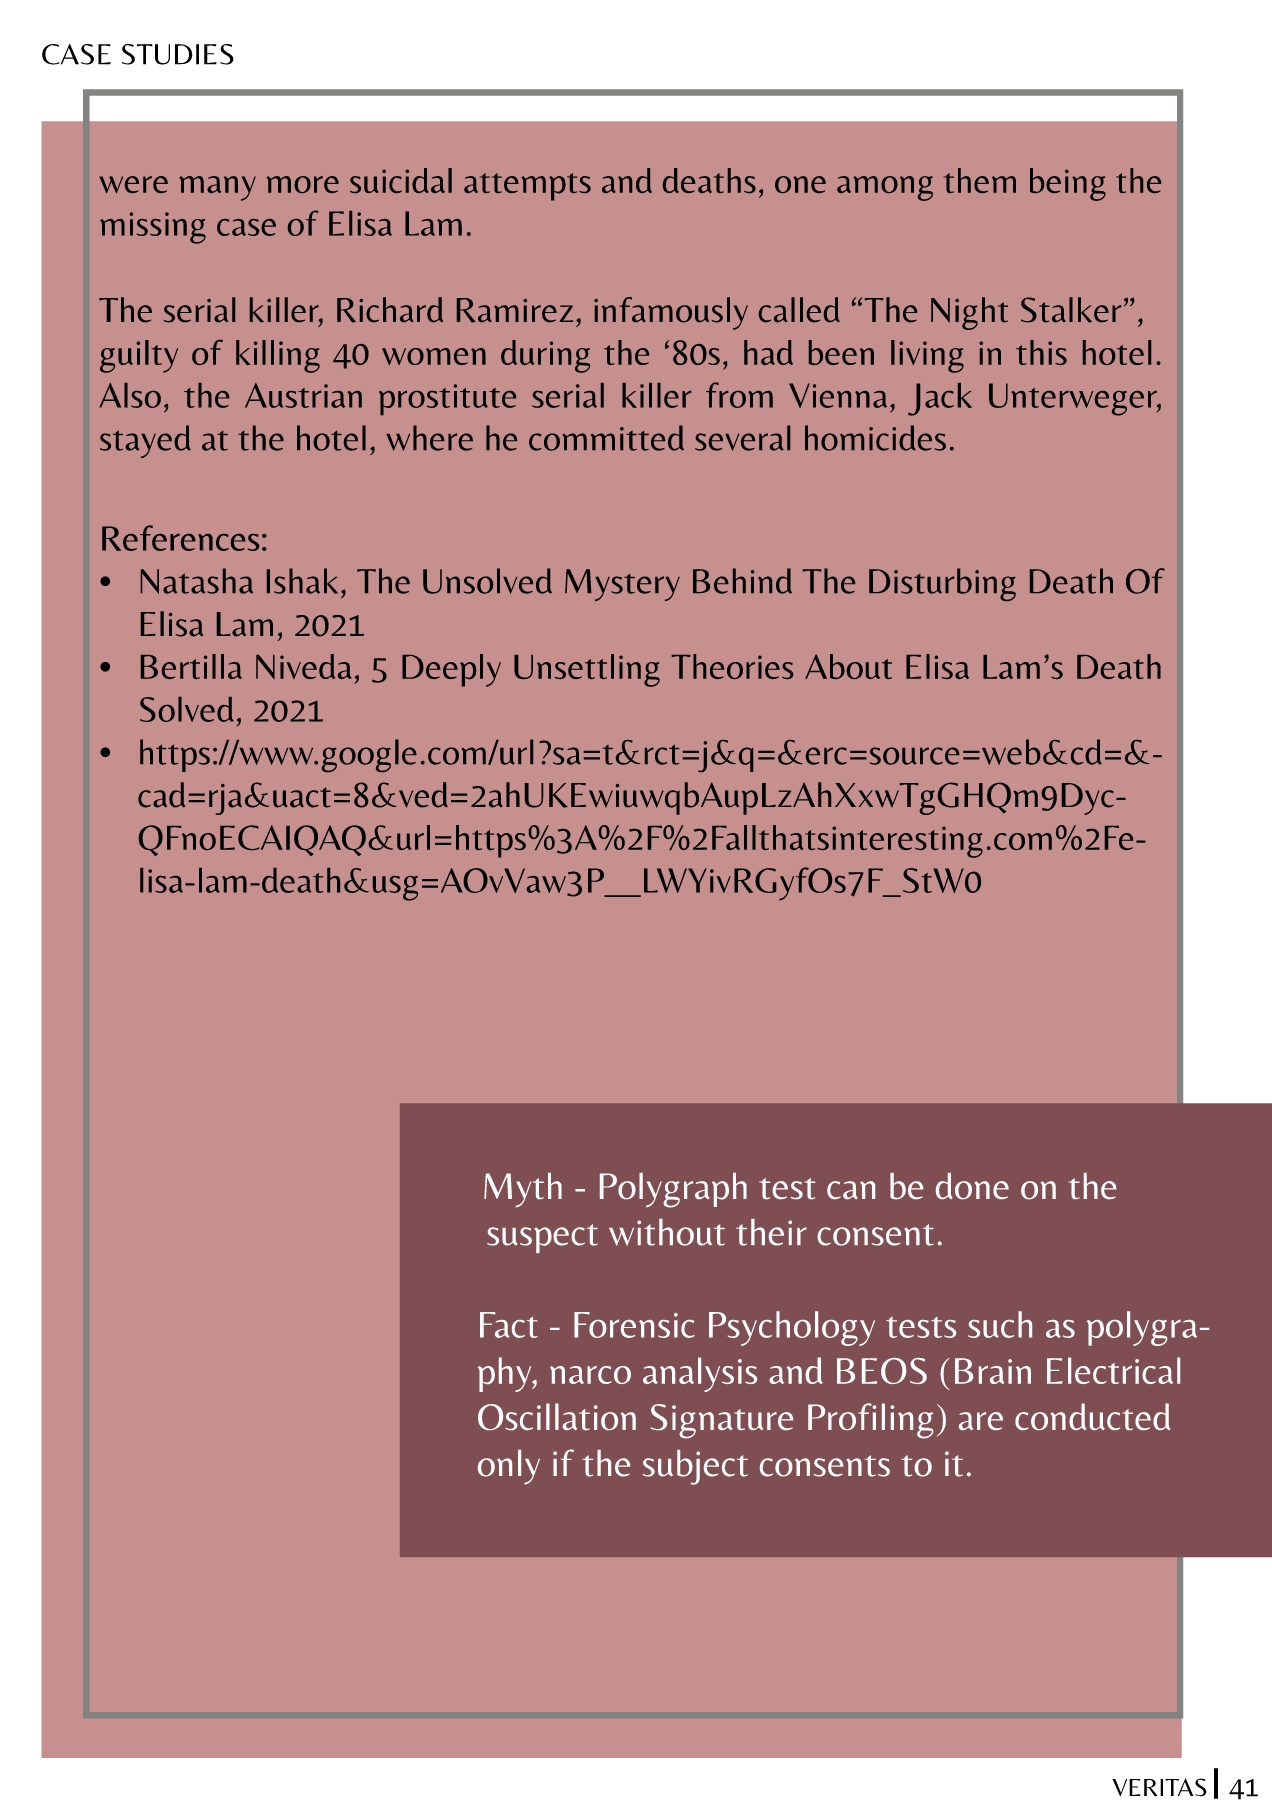 CASE STUDIES
were many more suicidal attempts and deaths, one among them being the
missing case of Elisa Lam.
The serial killer, Richard Ramirez, infamously called “The Night Stalker”,
guilty of killing 40 women during the ‘80s, had been living in this hotel.
Also, the Austrian prostitute serial killer from Vienna, Jack Unterweger,
stayed at the hotel, where he committed several homicides.
References:
• Natasha Ishak, The Unsolved Mystery Behind The Disturbing Death Of
Elisa Lam, 2021
• Bertilla Niveda, 5 Deeply Unsettling Theories About Elisa Lam’s Death
Solved, 2021
• https://www.google.com/url?sa=t&rct=j&q=&erc=source=web&cd=&-
cad=rja&uact=8&ved=2ahUKEwiuwqbAupLzAhXxwTgGHQm9Dyc-
QFnoECAIQAQ&url=https%3A%2F%2Fallthatsinteresting.com%2Fe-
lisa-lam-death&usg=AOvVaw3P__LWYivRGyfOs7F_StW0
Myth - Polygraph test can be done on the
suspect without their consent.
Fact - Forensic Psychology tests such as polygra-
phy, narco analysis and BEOS (Brain Electrical
Oscillation Signature Profiling) are conducted
only if the subject consents to it.
VERITAS | 41